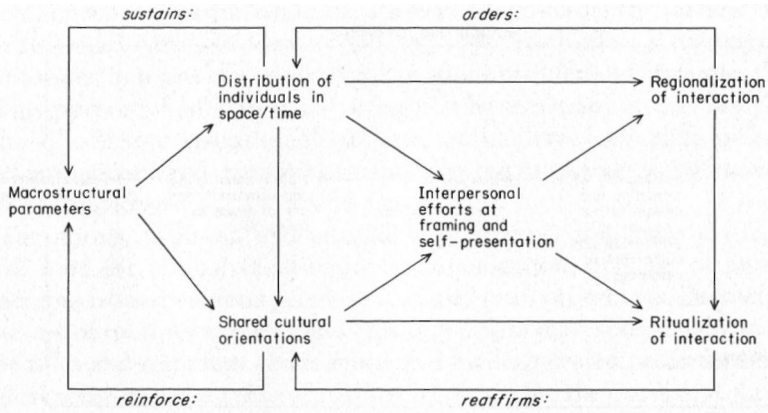 sustains:
orders:
Distribution of
individuals in
space/time
Regionalization
of interaction
Macrostructural
parameters
Interpersonal
efforts at
framing and
self-presentation
Shared cultural
orientations
Ritualization
of interaction
reinforce:
reaffirms: